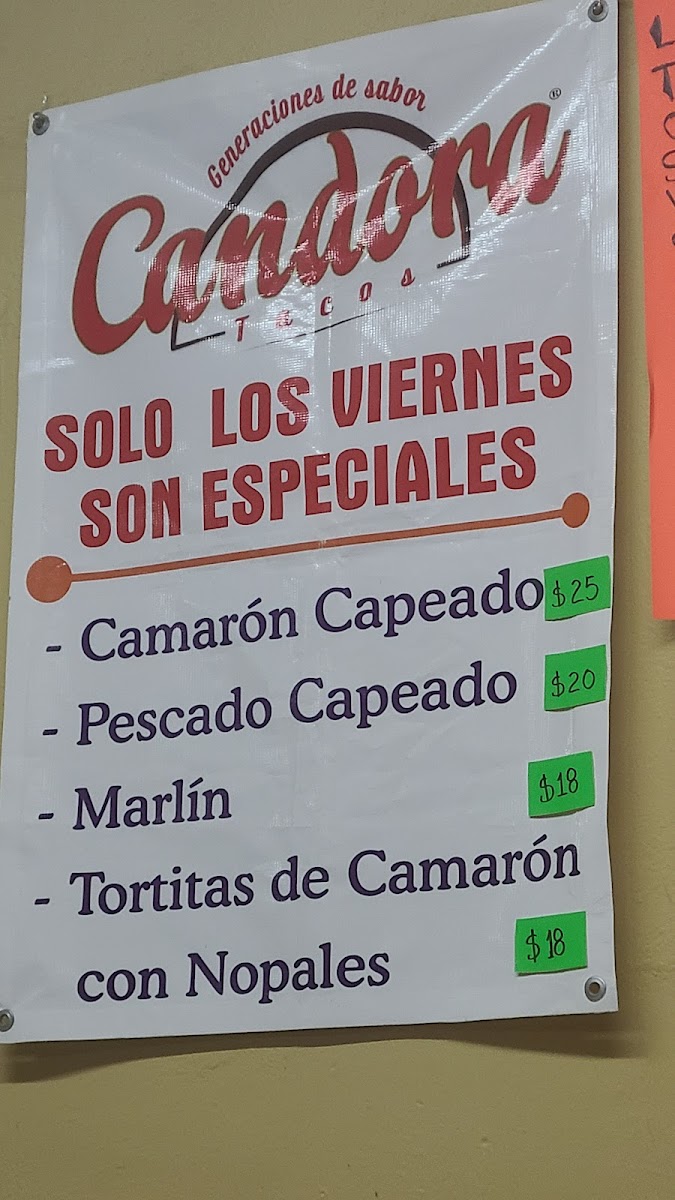 Generaciones de sabor
Candora®
TACOS
SOLO LOS VIERNES
SON ESPECIALES
- Camarón Capeado $25
- Pescado Capeado $20
- Marlín $18
- Tortitas de Camarón
con Nopales $18